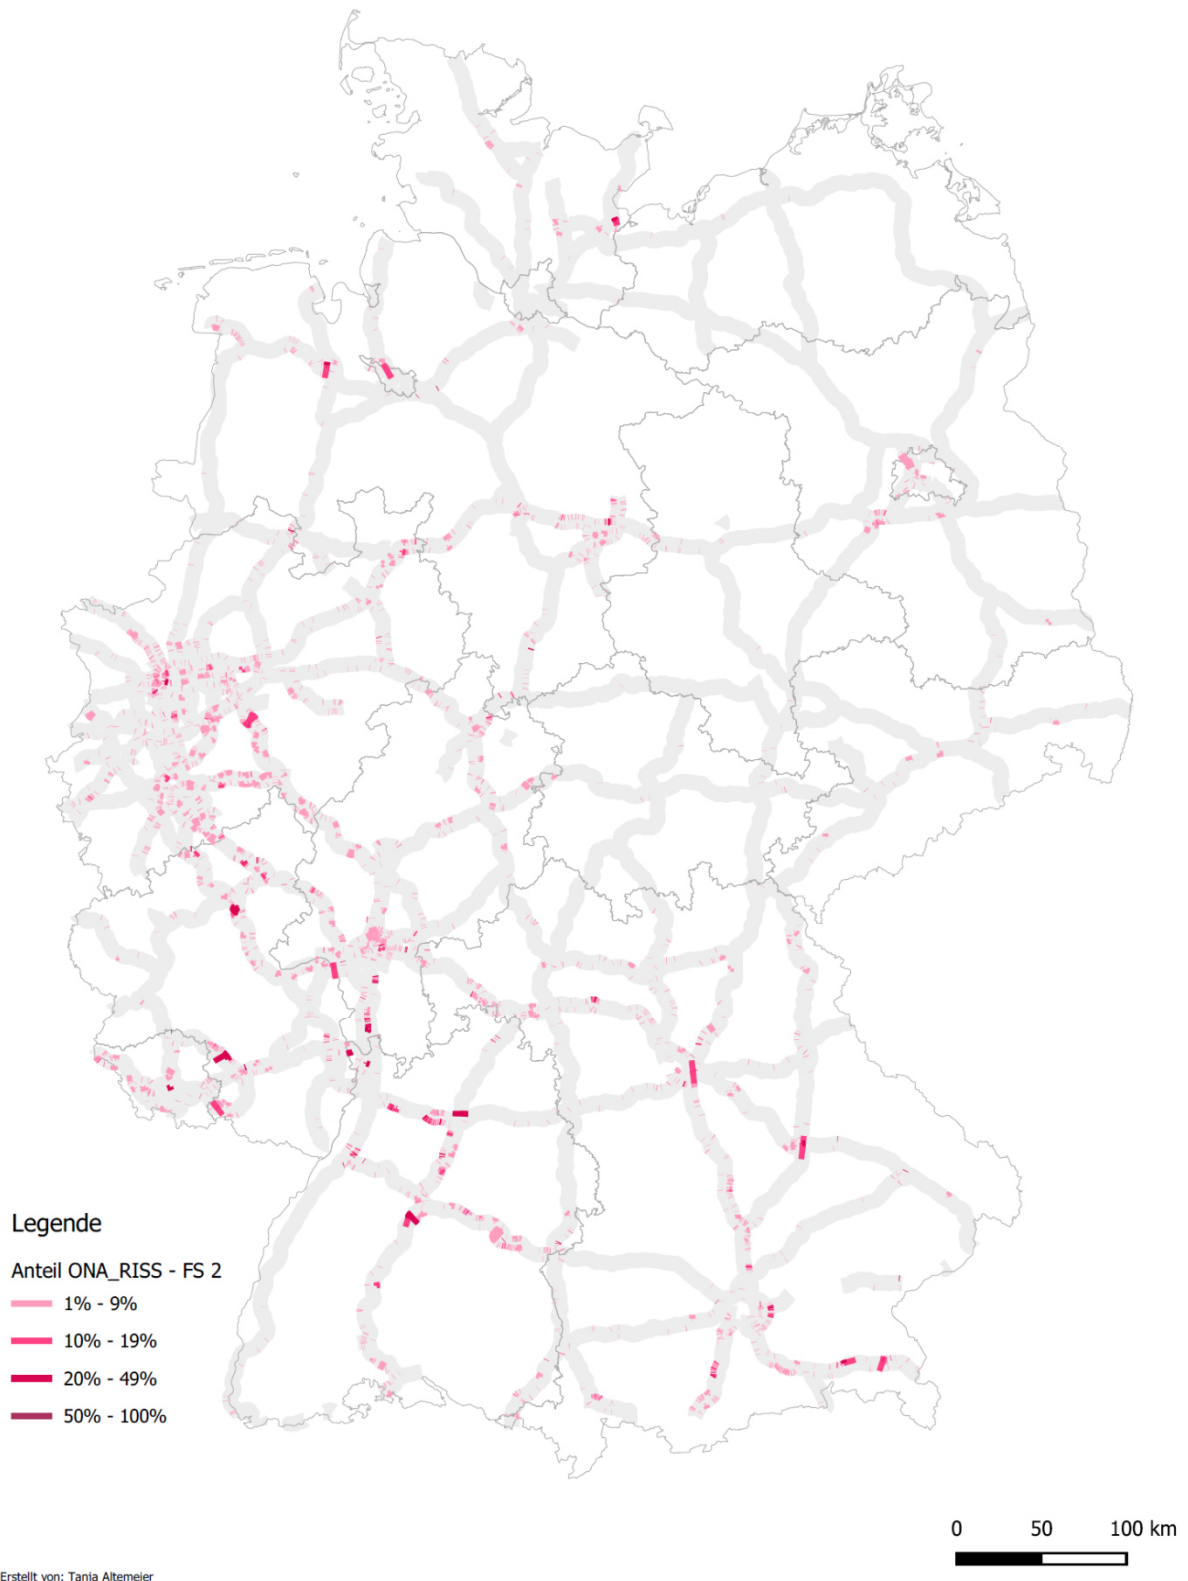 Legende
Anteil ONA_RISS - FS 2
1% - 9%
10% - 19%
20% - 49%
50% - 100%
0 50 100 km
Erstellt von: Tania Altemeier